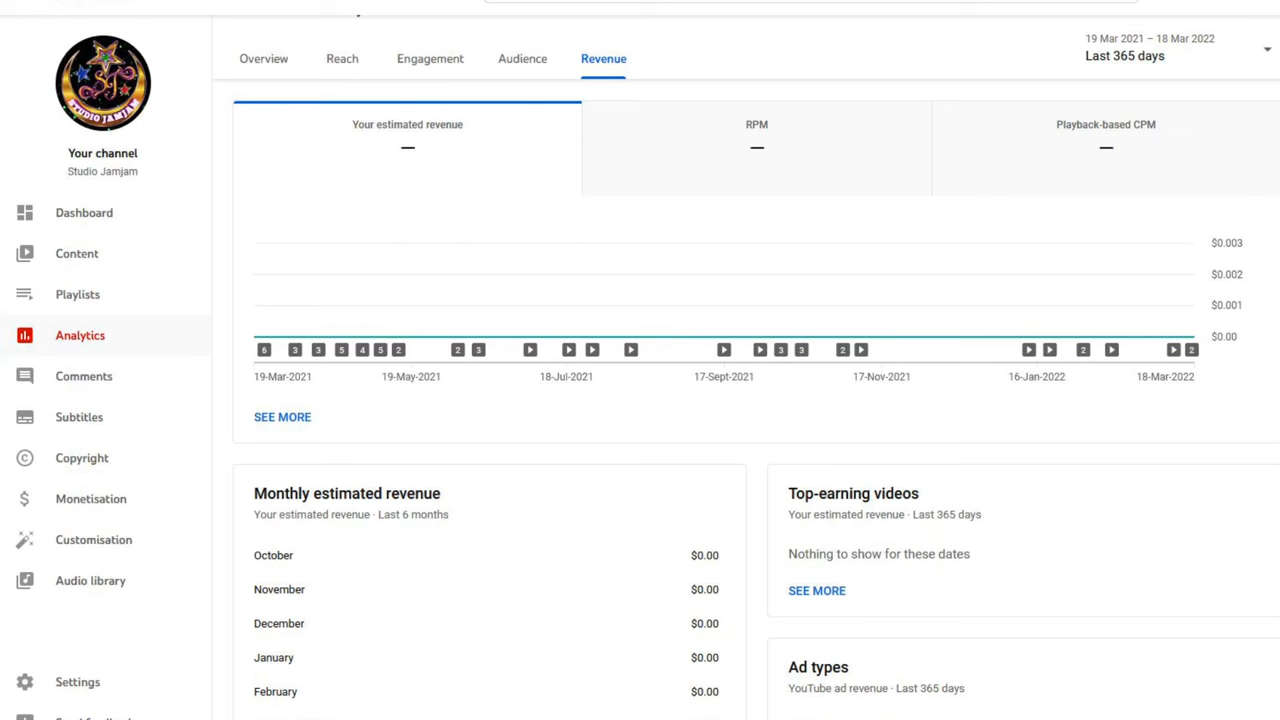 STUDIO JAMJAM
Your channel
Studio Jamjam
Dashboard
Content
Playlists
Analytics
Comments
Subtitles
Copyright
Monetisation
Customisation
Audio library
Settings
Overview
Reach
Engagement
Audience
Revenue
19 Mar 2021 – 18 Mar 2022
Last 365 days
Your estimated revenue
—
RPM
—
Playback-based CPM
—
$0.003
$0.002
$0.001
$0.00
6 3 3 5 4 5 2 2 3 3 3 2 2 2
19-Mar-2021 19-May-2021 18-Jul-2021 17-Sept-2021 17-Nov-2021 16-Jan-2022 18-Mar-2022
SEE MORE
Monthly estimated revenue
Your estimated revenue · Last 6 months
October $0.00
November $0.00
December $0.00
January $0.00
February $0.00
Top-earning videos
Your estimated revenue · Last 365 days
Nothing to show for these dates
SEE MORE
Ad types
YouTube ad revenue · Last 365 days